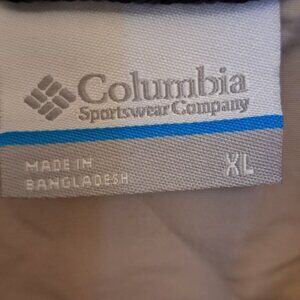 Columbia
Sportswear Company
MADE IN
BANGLADESH
XL